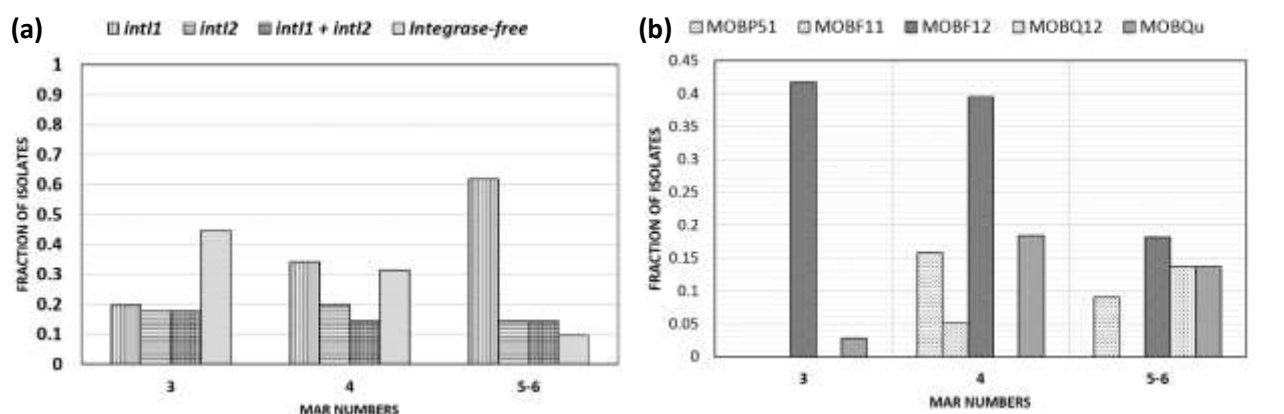 (a)
intI1 intI2 intI1 + intI2 Integrase-free
FRACTION OF ISOLATES
1
0.9
0.8
0.7
0.6
0.5
0.4
0.3
0.2
0.1
0
3 4 5-6
MAR NUMBERS
(b)
MOBP51 MOBF11 MOBF12 MOBQ12 MOBQu
FRACTION OF ISOLATES
0.45
0.4
0.35
0.3
0.25
0.2
0.15
0.1
0.05
0
3 4 5-6
MAR NUMBERS